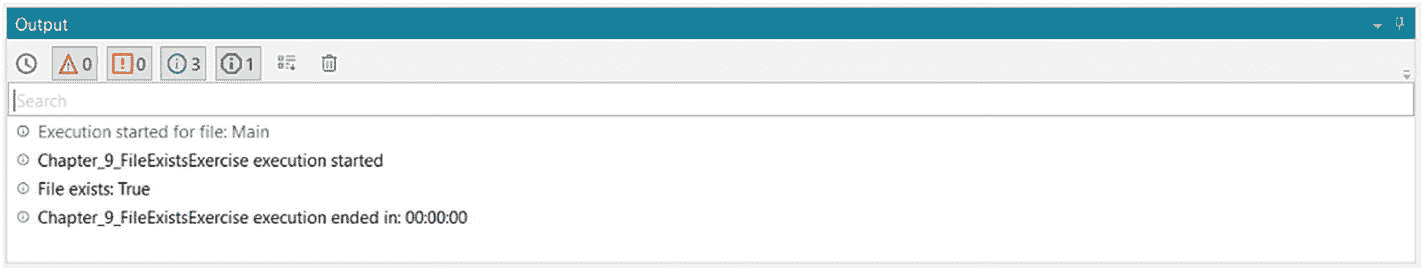 Output
0 0 3 1
Search
Execution started for file: Main
Chapter_9_FileExistsExercise execution started
File exists: True
Chapter_9_FileExistsExercise execution ended in: 00:00:00